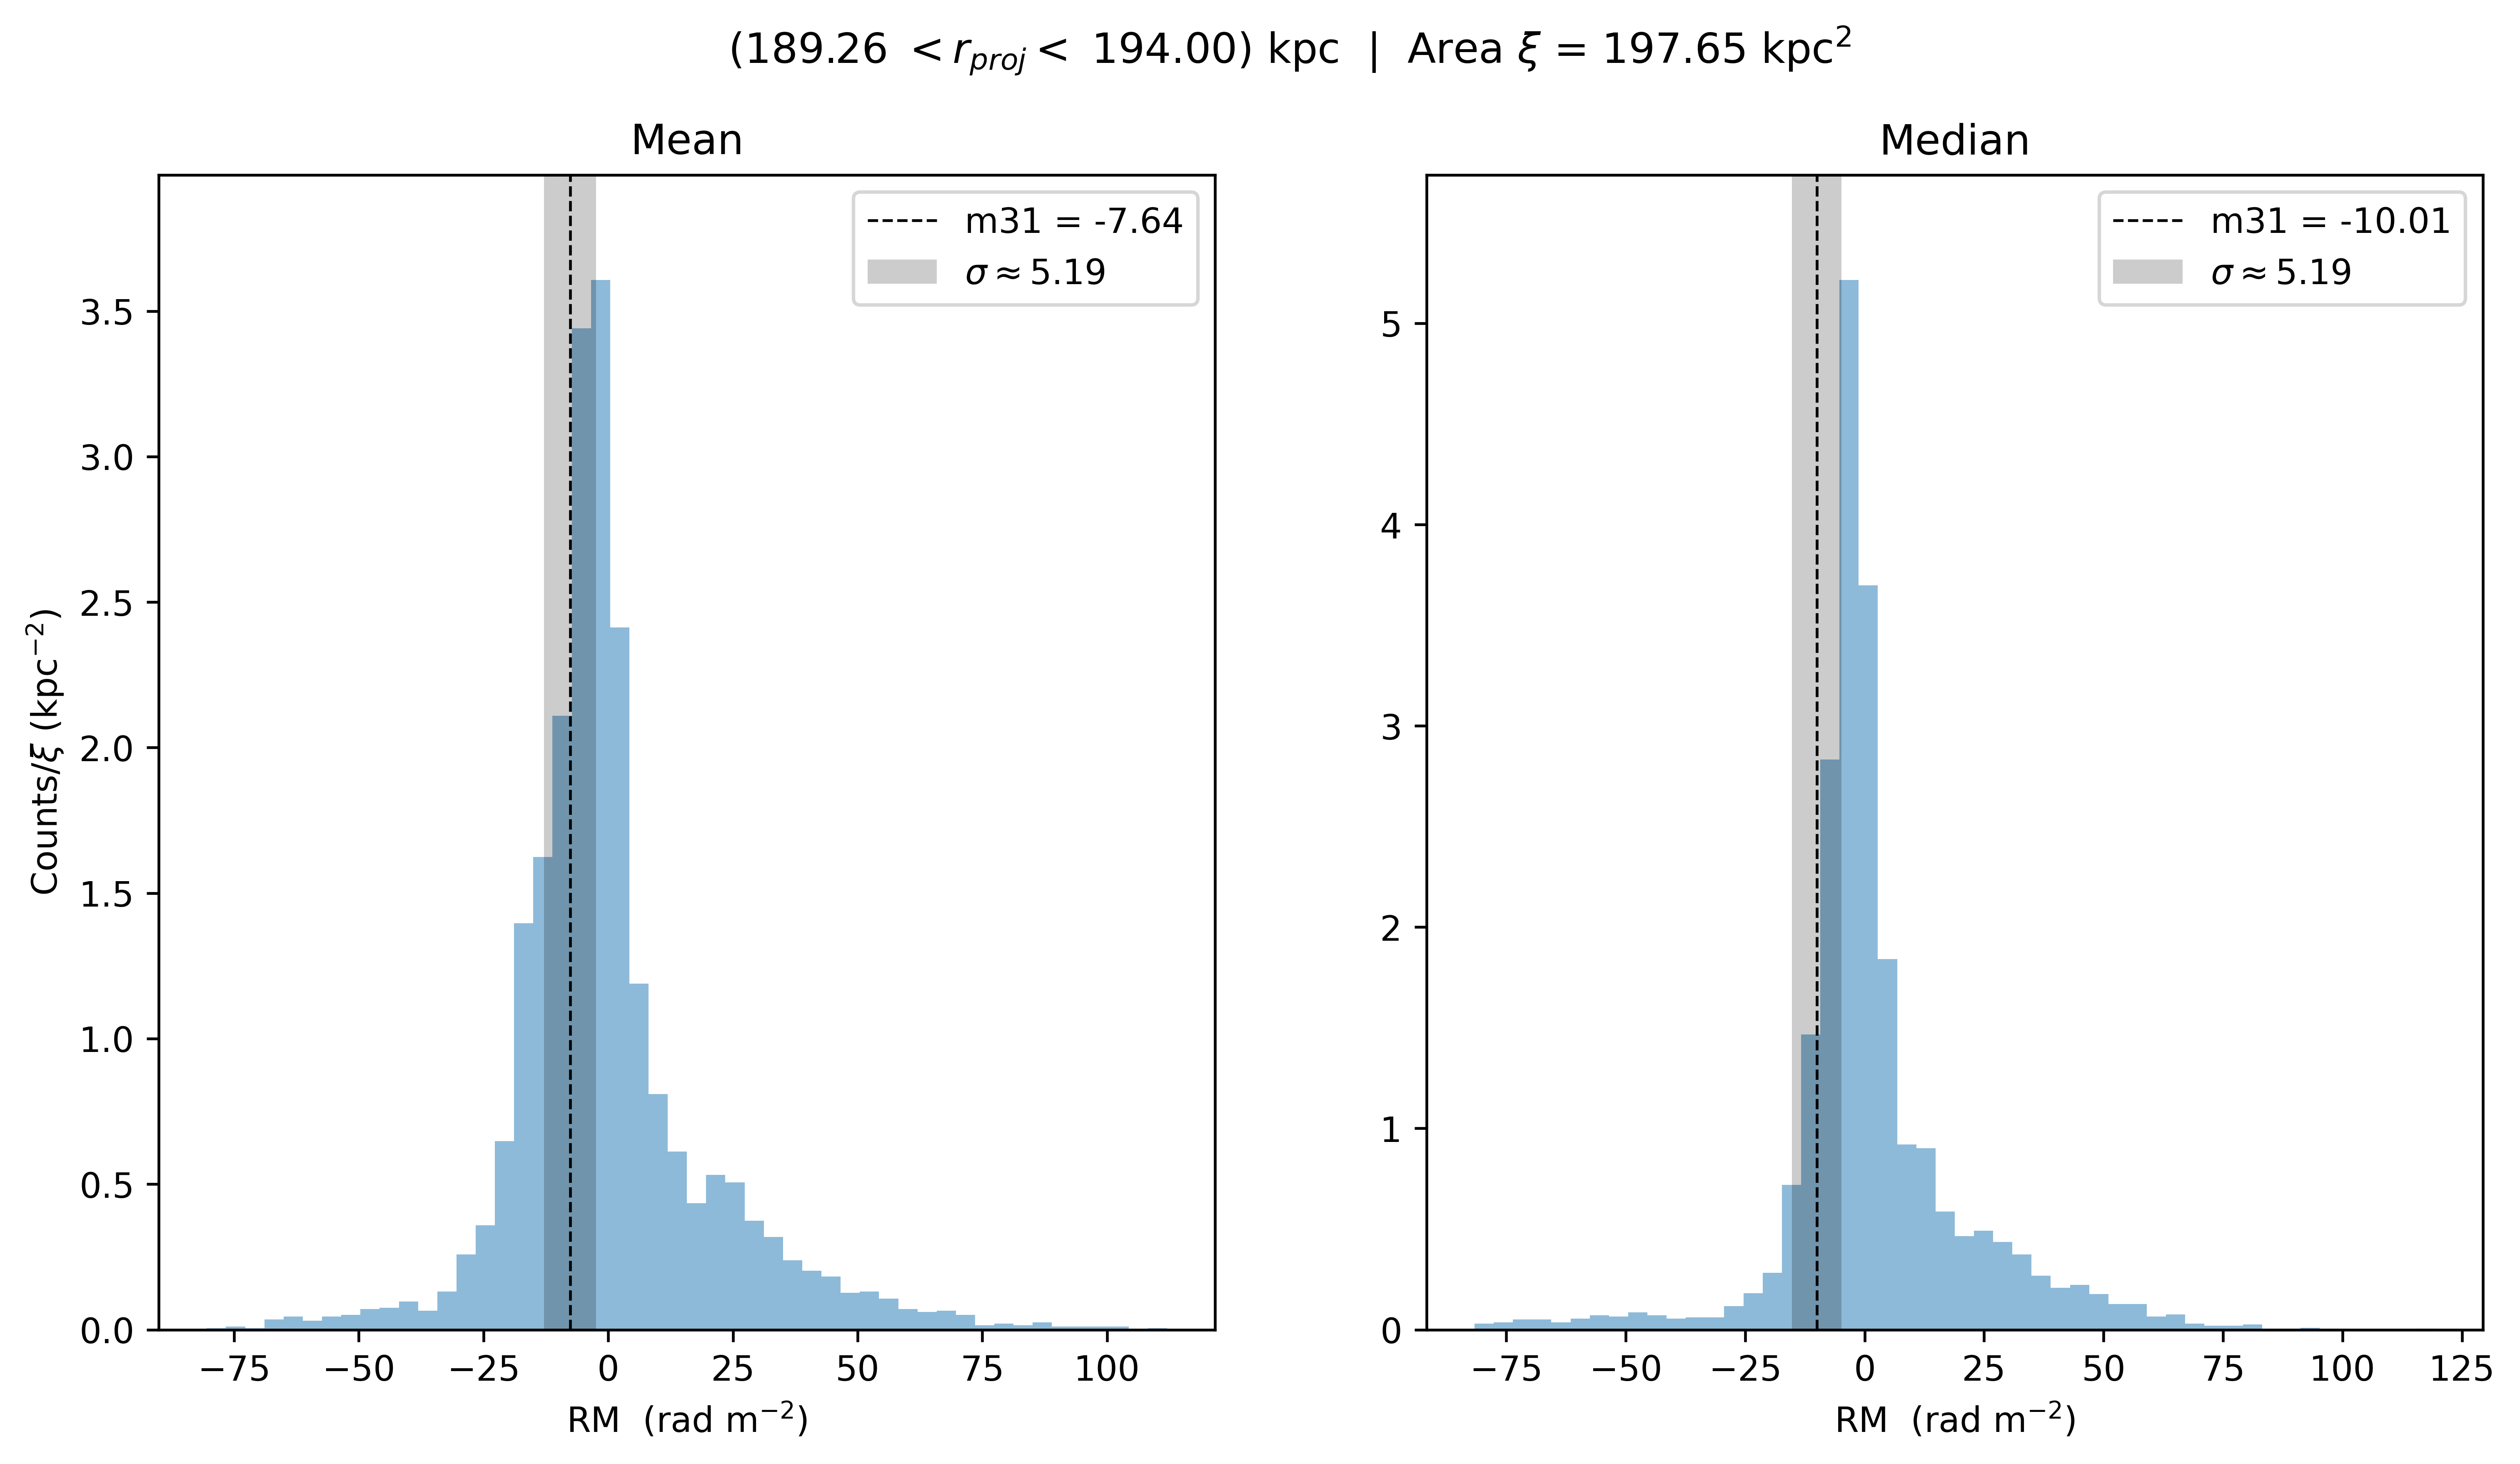 (189.26 < r_proj < 194.00) kpc | Area ξ = 197.65 kpc²
Mean
m31 = -7.64
σ ≈ 5.19
3.5
3.0
2.5
2.0
1.5
1.0
0.5
0.0
Counts/ξ (kpc⁻²)
−75 −50 −25 0 25 50 75 100
RM (rad m⁻²)
Median
m31 = -10.01
σ ≈ 5.19
5
4
3
2
1
0
−75 −50 −25 0 25 50 75 100 125
RM (rad m⁻²)